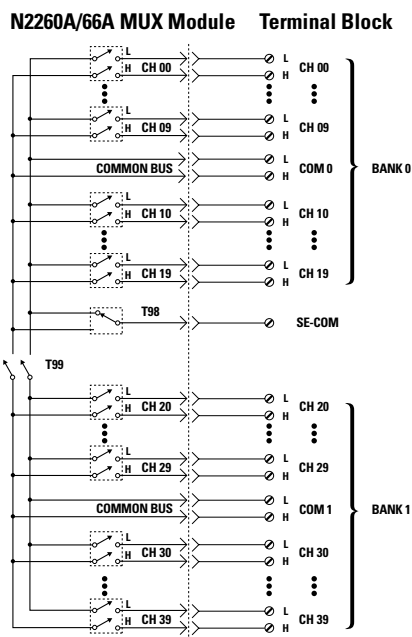 N2260A/66A MUX Module Terminal Block
L L
H CH 00 H CH 00
L L
H CH 09 H CH 09
L
COMMON BUS H COM 0 BANK 0
L L
H CH 10 H CH 10
L L
H CH 19 H CH 19
T98 SE-COM
T99
L L
H CH 20 H CH 20
L L
H CH 29 H CH 29
L
COMMON BUS H COM 1 BANK 1
L L
H CH 30 H CH 30
L L
H CH 39 H CH 39